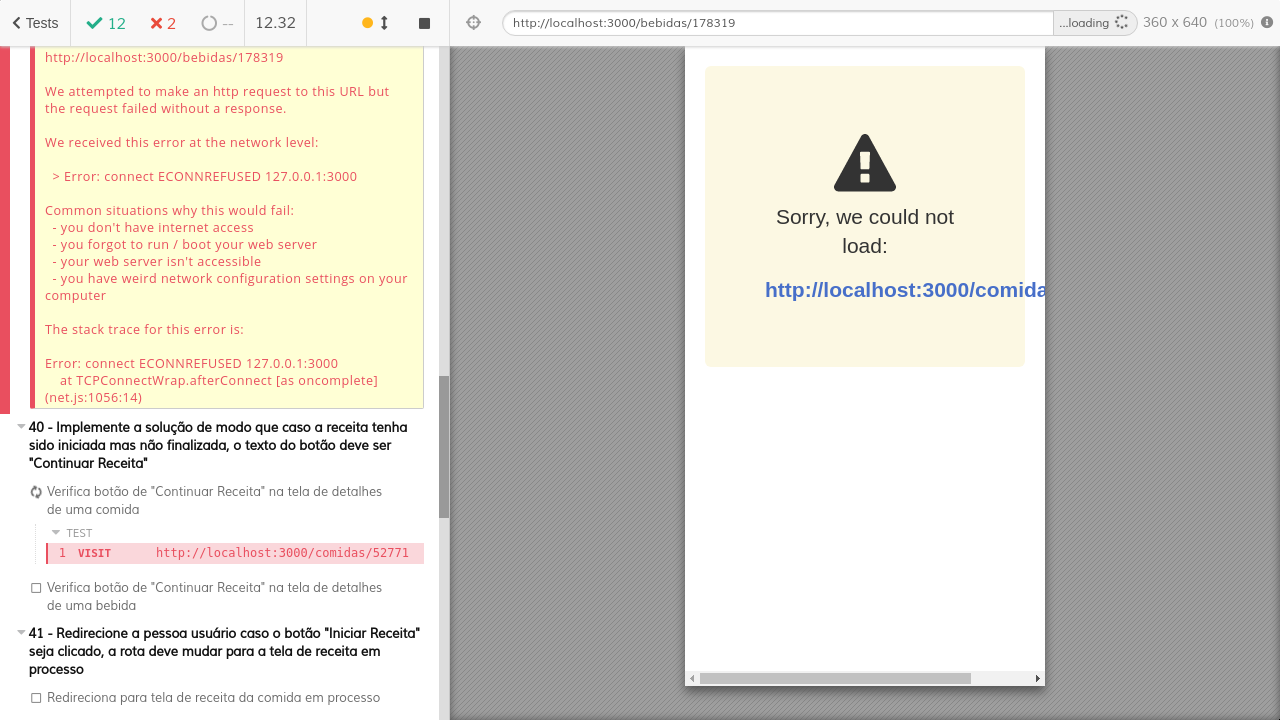 Tests
12
2
--
12.32
http://localhost:3000/bebidas/178319
...loading
360 x 640 (100%)
http://localhost:3000/bebidas/178319
We attempted to make an http request to this URL but
the request failed without a response.
We received this error at the network level:
> Error: connect ECONNREFUSED 127.0.0.1:3000
Common situations why this would fail:
- you don't have internet access
- you forgot to run / boot your web server
- your web server isn't accessible
- you have weird network configuration settings on your
computer
The stack trace for this error is:
Error: connect ECONNREFUSED 127.0.0.1:3000
at TCPConnectWrap.afterConnect [as oncomplete]
(net.js:1056:14)
40 - Implemente a solução de modo que caso a receita tenha
sido iniciada mas não finalizada, o texto do botão deve ser
"Continuar Receita"
Verifica botão de "Continuar Receita" na tela de detalhes
de uma comida
TEST
1 VISIT http://localhost:3000/comidas/52771
Verifica botão de "Continuar Receita" na tela de detalhes
de uma bebida
41 - Redirecione a pessoa usuário caso o botão "Iniciar Receita"
seja clicado, a rota deve mudar para a tela de receita em
processo
Redireciona para tela de receita da comida em processo
Sorry, we could not
load:
http://localhost:3000/comida